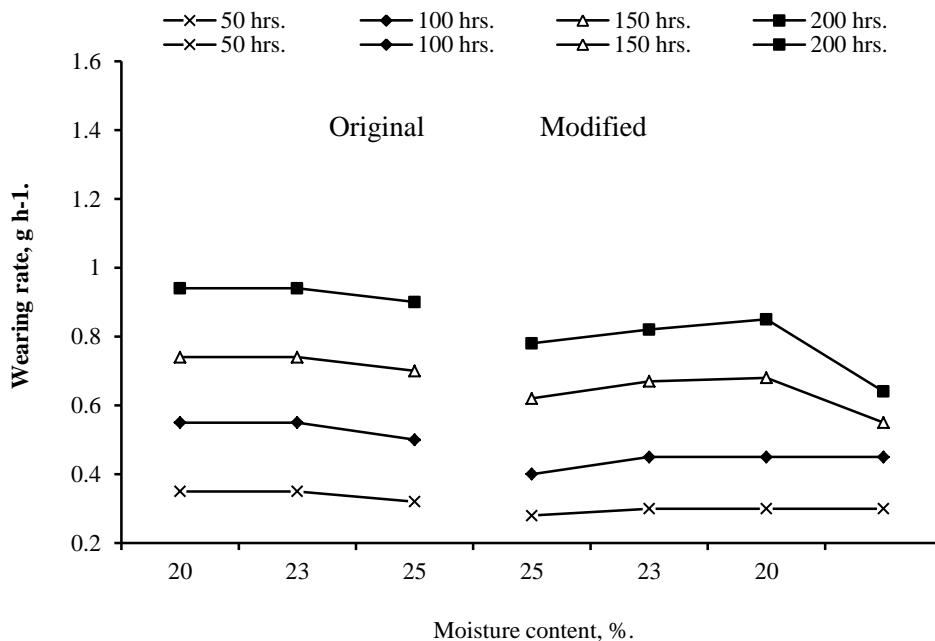 50 hrs. 100 hrs. 150 hrs. 200 hrs.
50 hrs. 100 hrs. 150 hrs. 200 hrs.
1.6
1.4
1.2
1
0.8
0.6
0.4
0.2
Original Modified
Wearing rate, g h-1.
20 23 25 25 23 20
Moisture content, %.